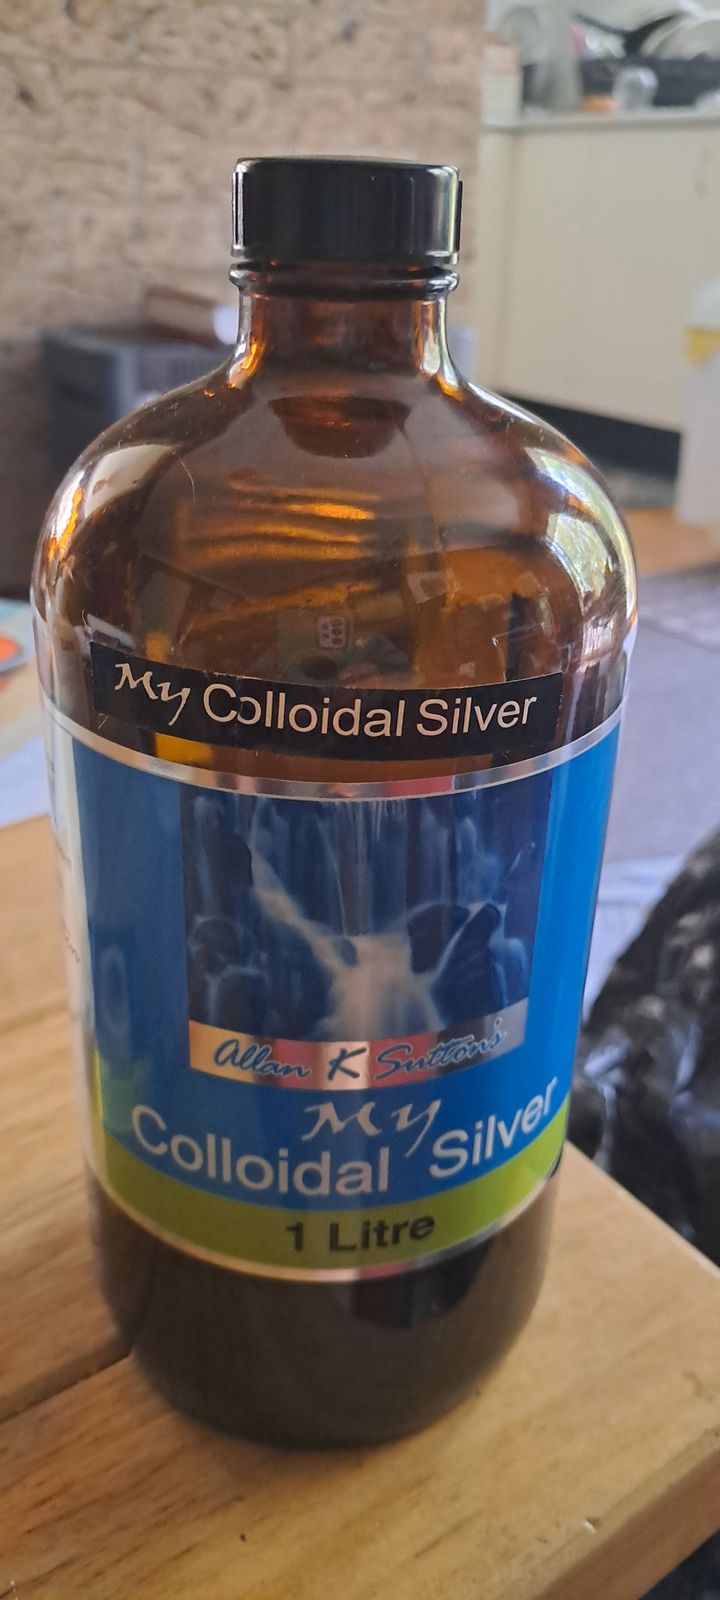 My Colloidal Silver
Allan K Sutton's
My
Colloidal Silver
1 Litre